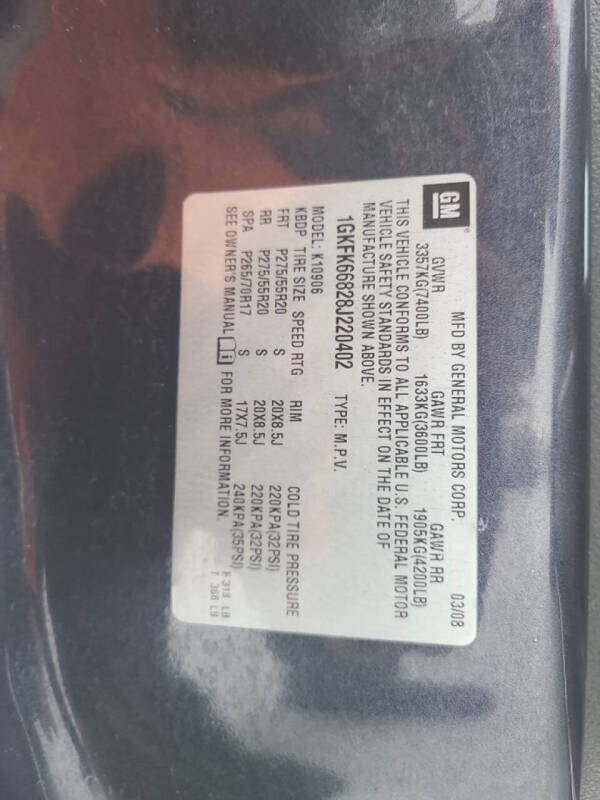 GM
MFD BY GENERAL MOTORS CORP. 03/08
GVWR GAWR FRT GAWR RR
3357KG(7400LB) 1633KG(3600LB) 1905KG(4200LB)
THIS VEHICLE CONFORMS TO ALL APPLICABLE U.S. FEDERAL MOTOR
VEHICLE SAFETY STANDARDS IN EFFECT ON THE DATE OF
MANUFACTURE SHOWN ABOVE.
1GKFK66828J220402 TYPE: M.P.V.
MODEL: K10906
KBDP TIRE SIZE SPEED RTG RIM COLD TIRE PRESSURE
FRT P275/55R20 S 20X8.5J 220KPA(32PSI)
RR P275/55R20 S 20X8.5J 220KPA(32PSI)
SPA P265/70R17 S 17X7.5J 240KPA(35PSI)
SEE OWNER'S MANUAL i FOR MORE INFORMATION.
F 318 LB
T 360 LB